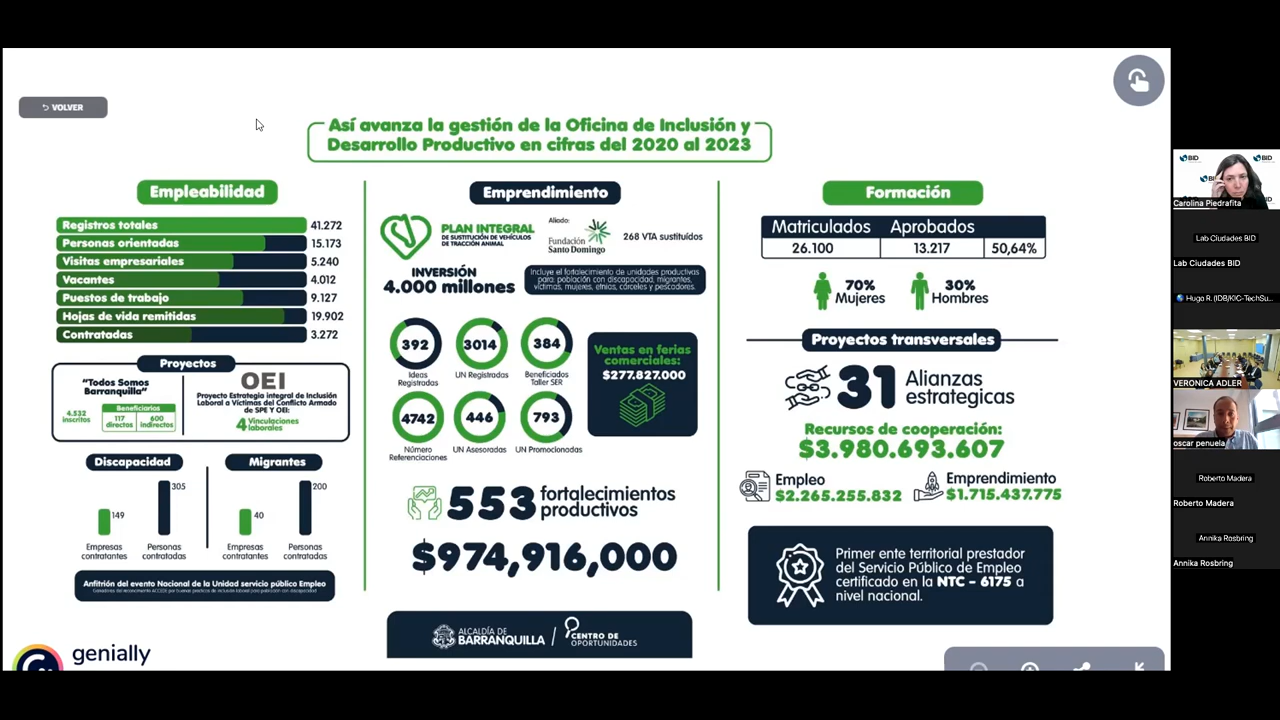 VOLVER
Así avanza la gestión de la Oficina de Inclusión y
Desarrollo Productivo en cifras del 2020 al 2023
Empleabilidad
Registros totales 41.272
Personas orientadas 15.173
Visitas empresariales 5.240
Vacantes 4.012
Puestos de trabajo 9.127
Hojas de vida remitidas 19.902
Contratadas 3.272
Proyectos
"Todos Somos
Barranquilla"
4.532
inscritos
Beneficiarios
117
directos
600
indirectos
OEI
Proyecto Estrategia integral de Inclusión
Laboral a Víctimas del Conflicto Armado
de SPE Y OEI:
4 Vinculaciones
laborales
Discapacidad
149
305
Empresas
contratantes
Personas
contratadas
Migrantes
40
200
Empresas
contratantes
Personas
contratadas
Anfitrión del evento Nacional de la Unidad servicio público Empleo
genially
Emprendimiento
PLAN INTEGRAL
DE SUSTITUCIÓN DE VEHÍCULOS
DE TRACCIÓN ANIMAL
Aliado:
Fundación
Santo Domingo
268 VTA sustituídos
INVERSIÓN
4.000 millones
Incluye el fortalecimiento de unidades productivas
para: población con discapacidad, migrantes,
víctimas, mujeres, etnias, cárceles y pescadores.
392
Ideas
Registradas
3014
UN Registradas
384
Beneficiados
Taller SER
4742
Número
Referenciaciones
446
UN Asesoradas
793
UN Promocionadas
Ventas en ferias
comerciales:
$277.827.000
553 fortalecimientos
productivos
$974,916,000
ALCALDÍA DE
BARRANQUILLA
CENTRO DE
OPORTUNIDADES
Formación
Matriculados Aprobados
26.100 13.217 50,64%
70%
Mujeres
30%
Hombres
Proyectos transversales
31 Alianzas
estrategicas
Recursos de cooperación:
$3.980.693.607
Empleo
$2.265.255.832
Emprendimiento
$1.715.437.775
Primer ente territorial prestador
del Servicio Público de Empleo
certificado en la NTC - 6175 a
nivel nacional.
BID
BID
BID
Carolina Piedrafita
Lab Ciudades BID
Lab Ciudades BID
Hugo R. (IDB/KIC-TechSu...
VERONICA ADLER
oscar penuela
Roberto Madera
Roberto Madera
Annika Rosbring
Annika Rosbring